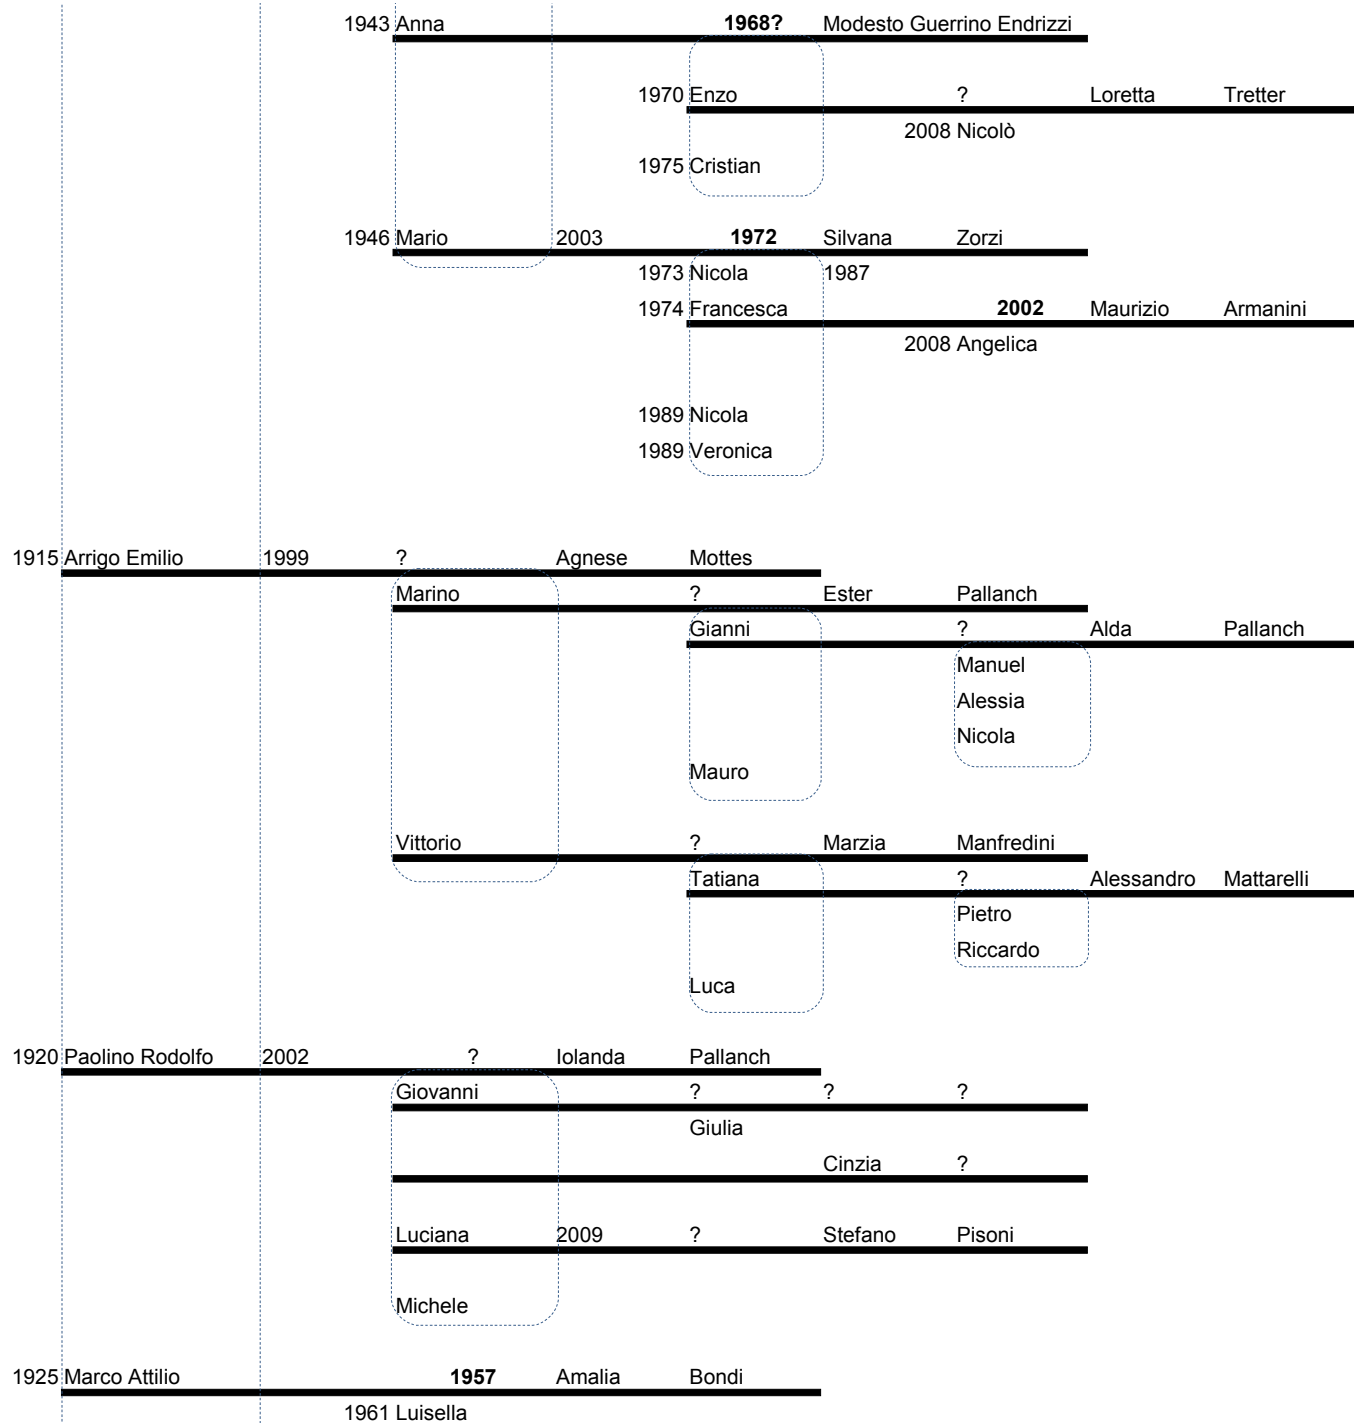 1943 Anna 1968? Modesto Guerrino Endrizzi
1970 Enzo ? Loretta Tretter
2008 Nicolò
1975 Cristian
1946 Mario 2003 1972 Silvana Zorzi
1973 Nicola 1987
1974 Francesca 2002 Maurizio Armanini
2008 Angelica
1989 Nicola
1989 Veronica
1915 Arrigo Emilio 1999 ? Agnese Mottes
Marino ? Ester Pallanch
Gianni ? Alda Pallanch
Manuel
Alessia
Nicola
Mauro
Vittorio ? Marzia Manfredini
Tatiana ? Alessandro Mattarelli
Pietro
Riccardo
Luca
1920 Paolino Rodolfo 2002 ? Iolanda Pallanch
Giovanni ? ? ?
Giulia
Cinzia ?
Luciana 2009 ? Stefano Pisoni
Michele
1925 Marco Attilio 1957 Amalia Bondi
1961 Luisella